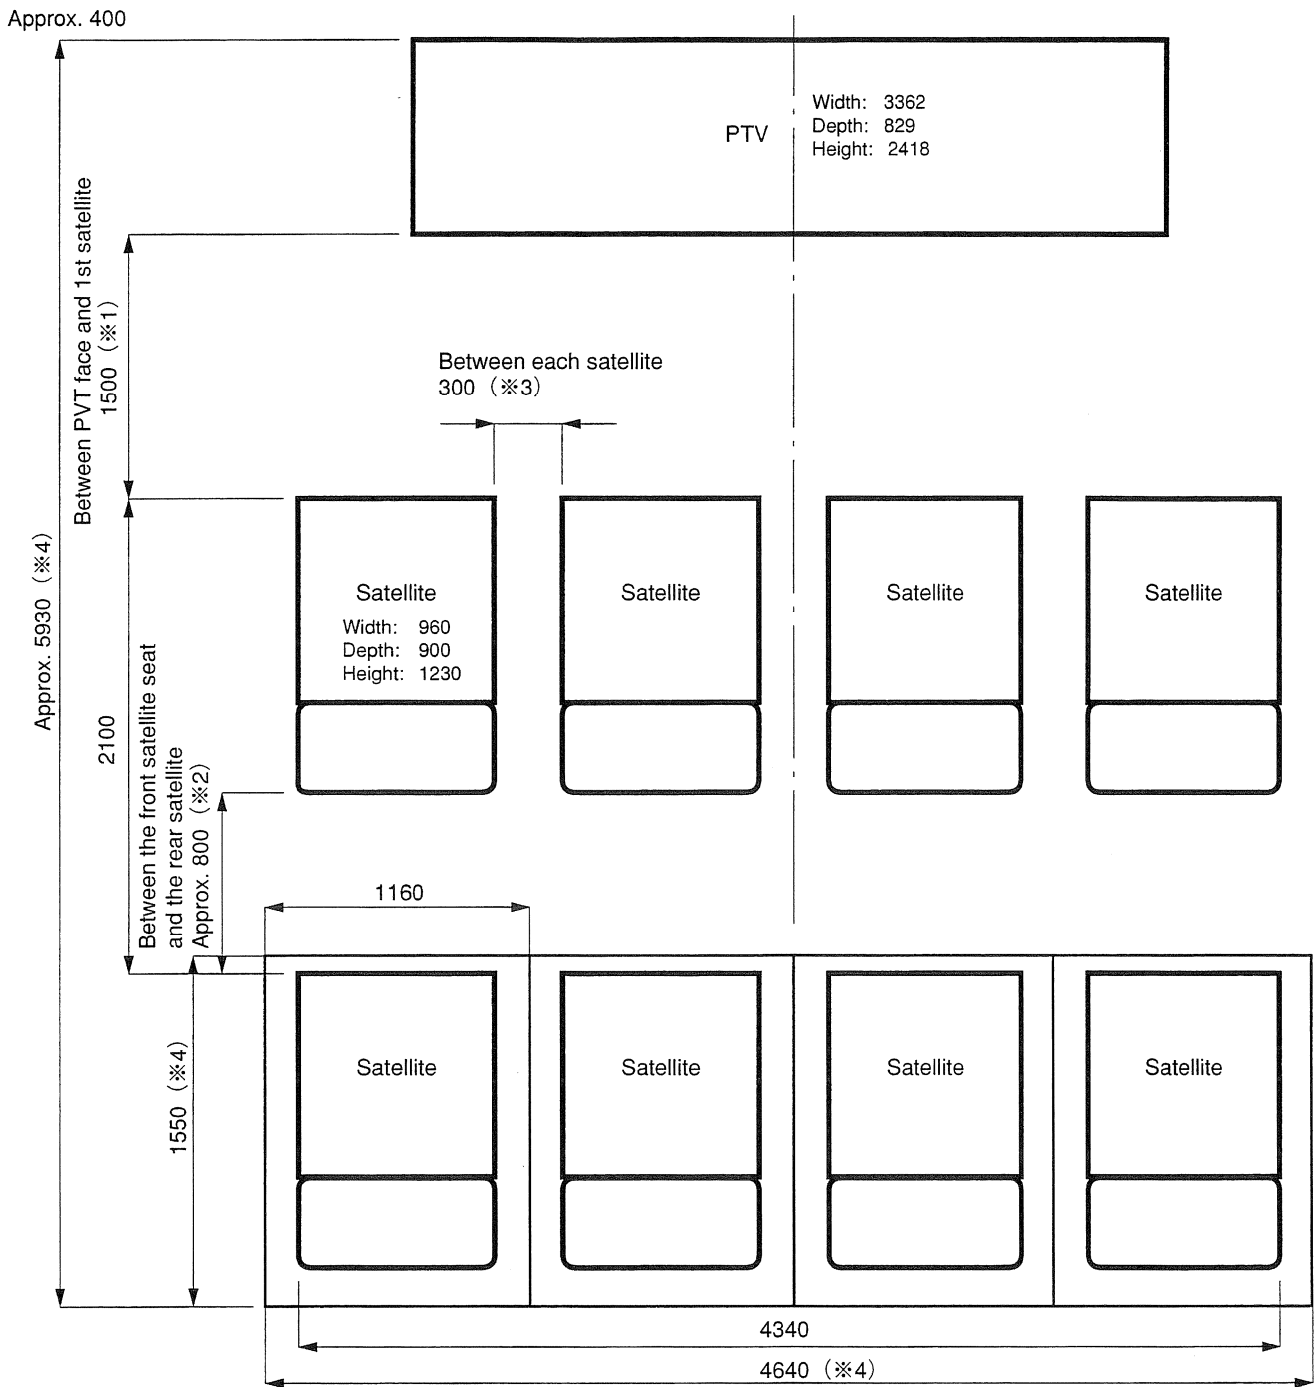 Approx. 400
PTV
Width: 3362
Depth: 829
Height: 2418
Between PVT face and 1st satellite
1500 (※1)
Between each satellite
300 (※3)
Approx. 5930 (※4)
2100
Satellite
Width: 960
Depth: 900
Height: 1230
Satellite
Satellite
Satellite
Between the front satellite seat
and the rear satellite
Approx. 800 (※2)
1160
1550 (※4)
Satellite
Satellite
Satellite
Satellite
4340
4640 (※4)